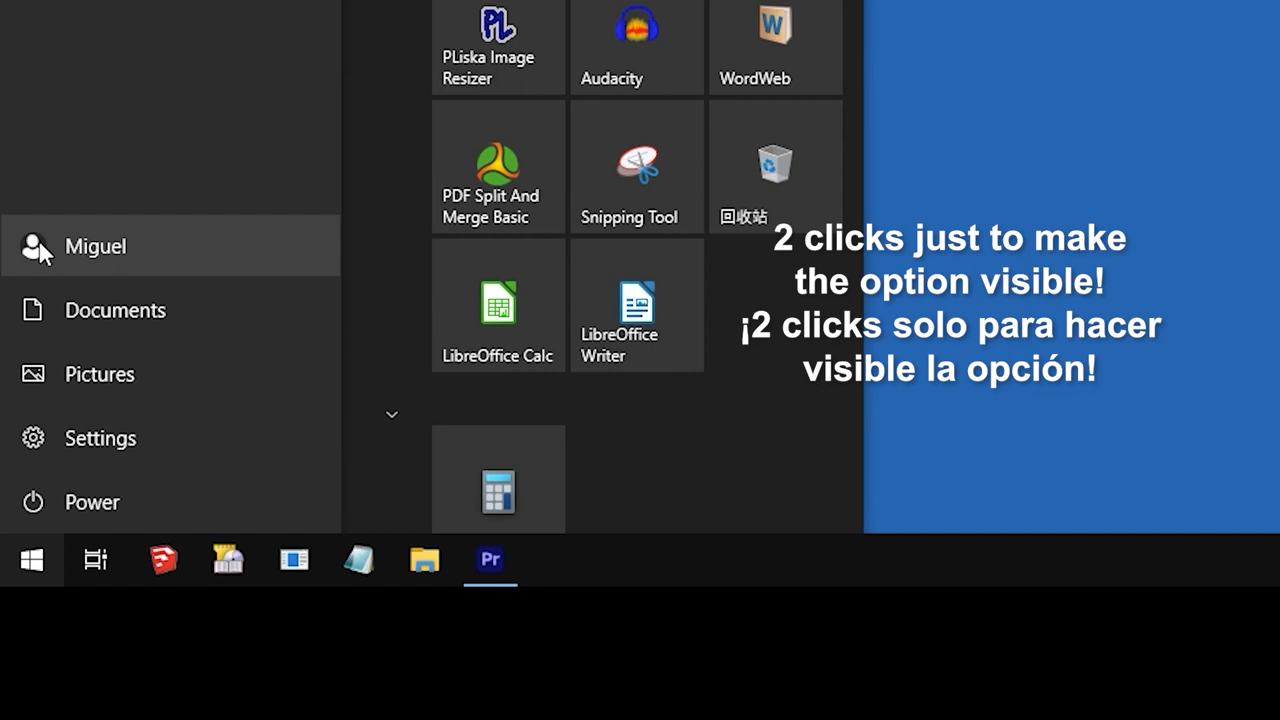 PL
PLiska Image
Resizer
Audacity
W
WordWeb
PDF Split And
Merge Basic
Snipping Tool
回收站
Miguel
Documents
Pictures
Settings
Power
LibreOffice Calc
LibreOffice
Writer
2 clicks just to make
the option visible!
¡2 clicks solo para hacer
visible la opción!
Pr